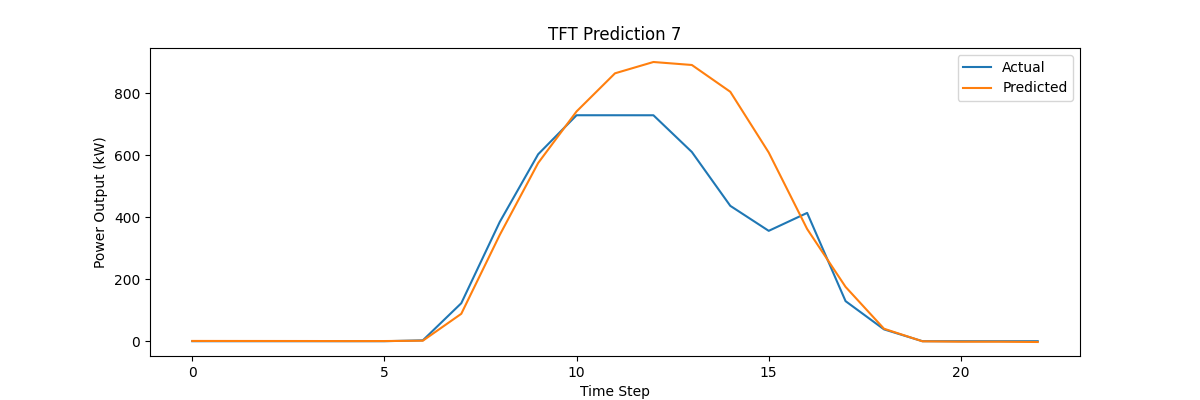 TFT Prediction 7
Actual
Predicted
Power Output (kW)
800
600
400
200
0
0 5 10 15 20
Time Step